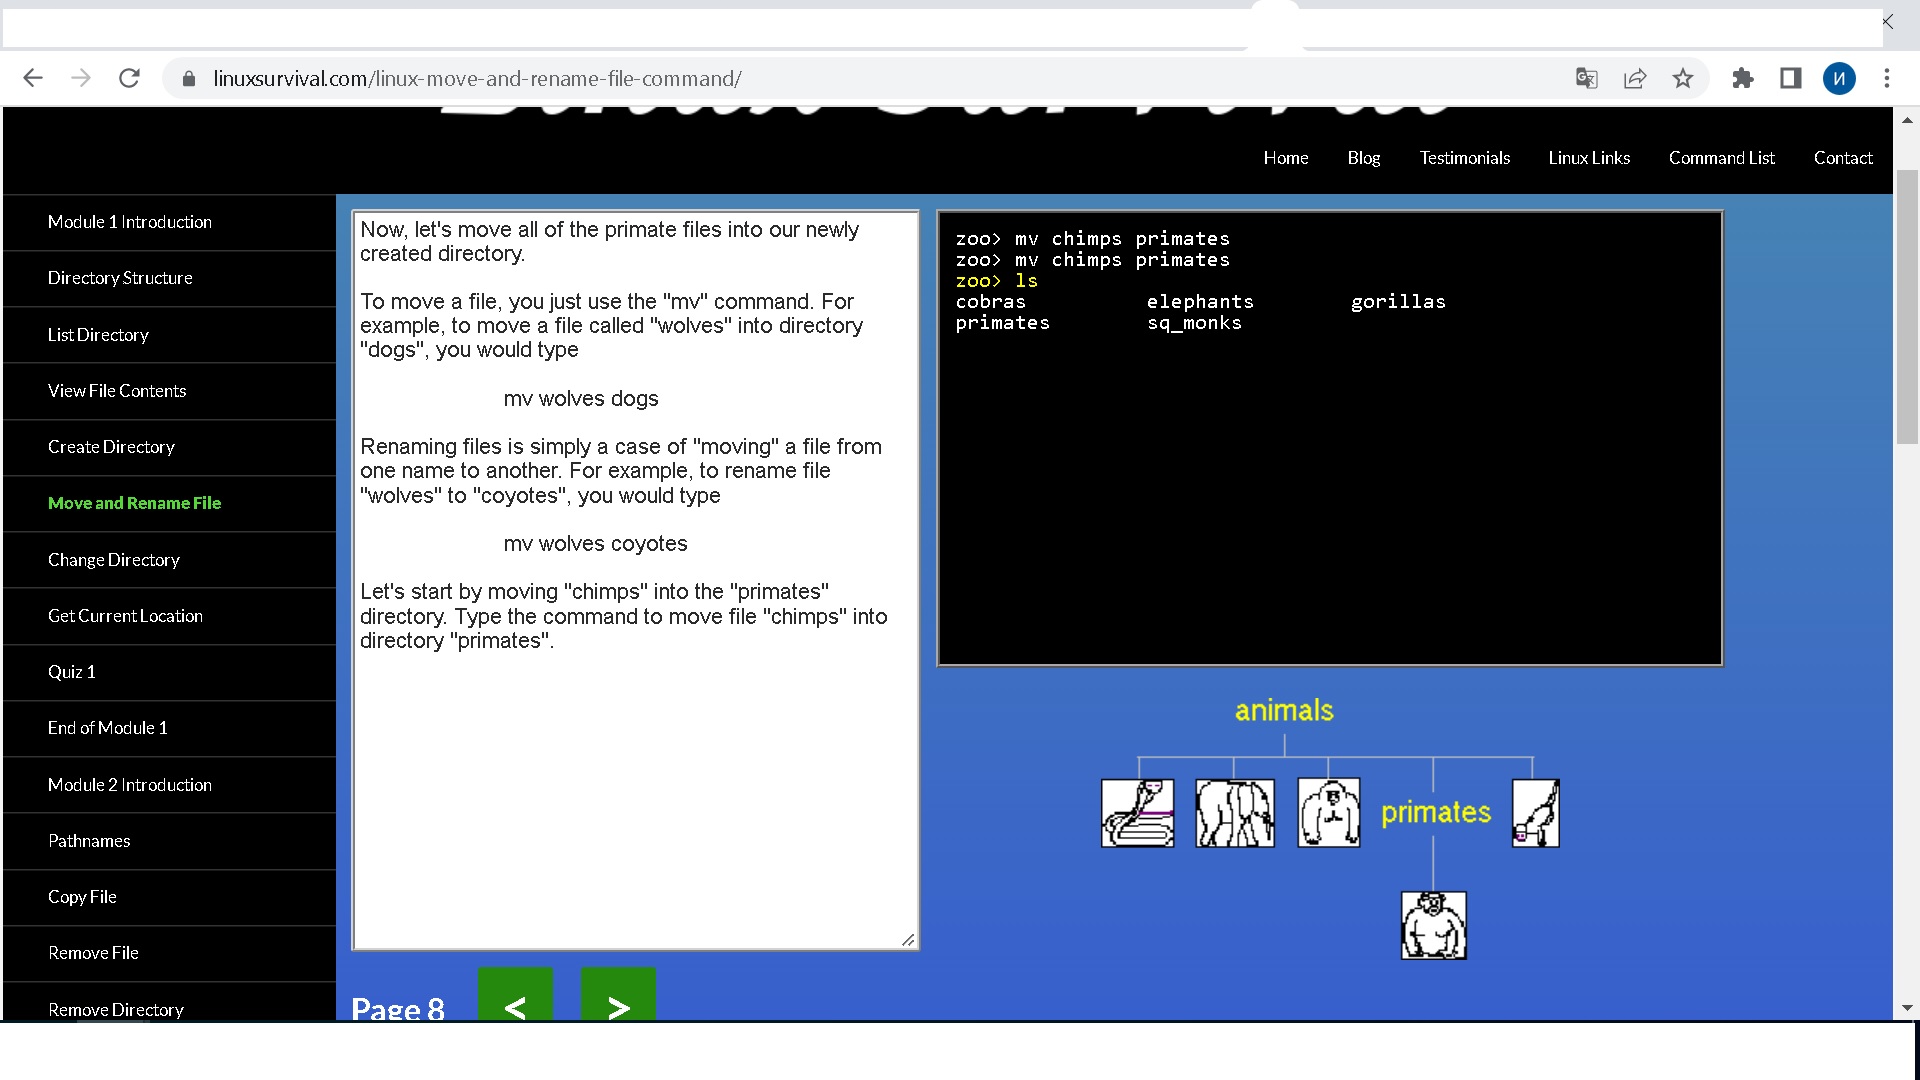 linuxsurvival.com/linux-move-and-rename-file-command/
И
Home Blog Testimonials Linux Links Command List Contact
Module 1 Introduction
Directory Structure
List Directory
View File Contents
Create Directory
Move and Rename File
Change Directory
Get Current Location
Quiz 1
End of Module 1
Module 2 Introduction
Pathnames
Copy File
Remove File
Remove Directory
Now, let's move all of the primate files into our newly
created directory.
To move a file, you just use the "mv" command. For
example, to move a file called "wolves" into directory
"dogs", you would type
mv wolves dogs
Renaming files is simply a case of "moving" a file from
one name to another. For example, to rename file
"wolves" to "coyotes", you would type
mv wolves coyotes
Let's start by moving "chimps" into the "primates"
directory. Type the command to move file "chimps" into
directory "primates".
Page 8 < >
zoo> mv chimps primates
zoo> mv chimps primates
zoo> ls
cobras elephants gorillas
primates sq_monks
animals
primates